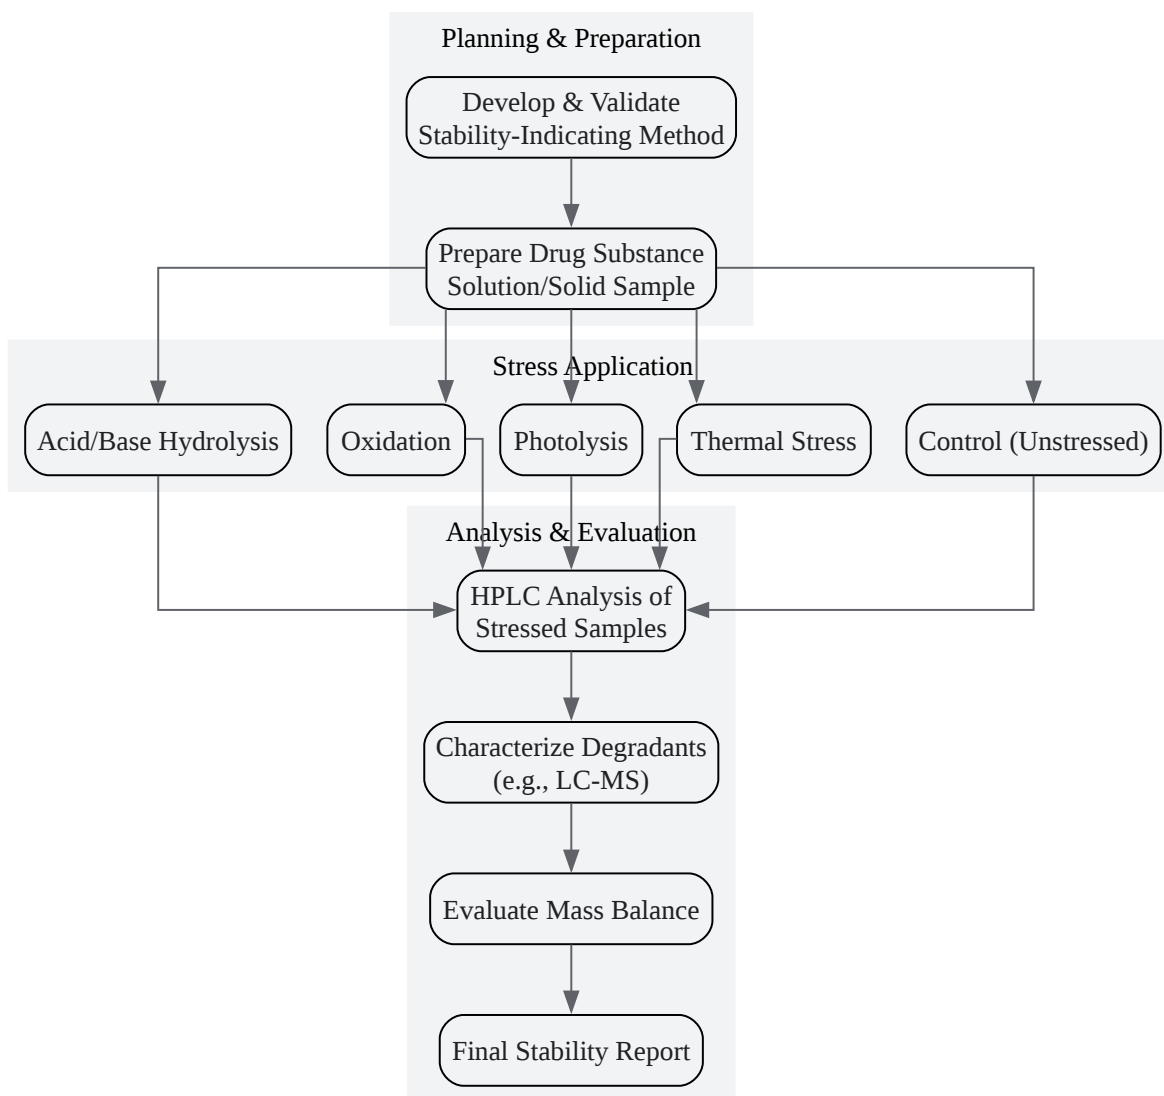 Planning & Preparation
Develop & Validate
Stability-Indicating Method
Prepare Drug Substance
Solution/Solid Sample
Stress Application
Acid/Base Hydrolysis
Oxidation
Photolysis
Thermal Stress
Control (Unstressed)
Analysis & Evaluation
HPLC Analysis of
Stressed Samples
Characterize Degradants
(e.g., LC-MS)
Evaluate Mass Balance
Final Stability Report